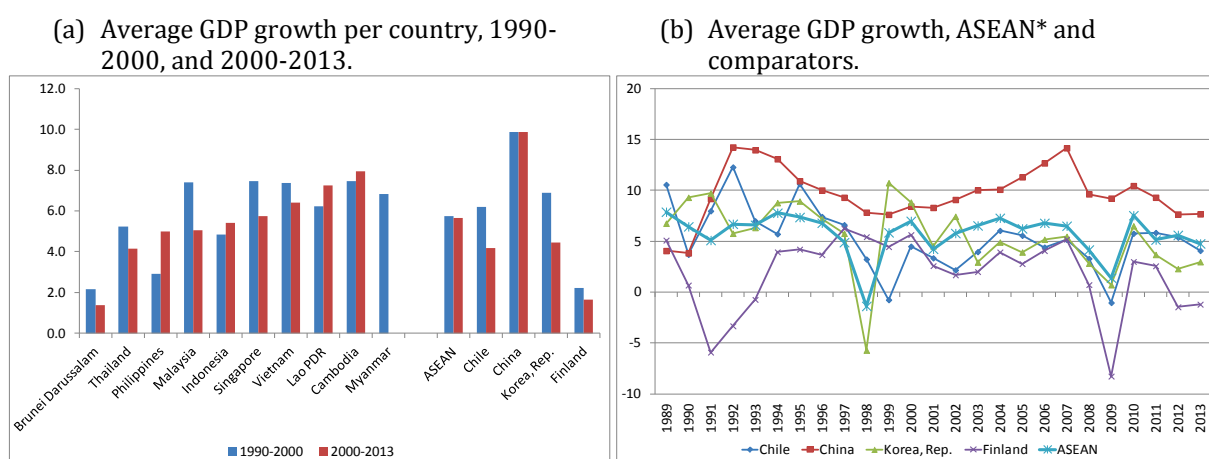 (a) Average GDP growth per country, 1990-
2000, and 2000-2013.
12.0
10.0
8.0
6.0
4.0
2.0
0.0
Brunei Darussalam
Thailand
Philippines
Malaysia
Indonesia
Singapore
Vietnam
Lao PDR
Cambodia
Myanmar
ASEAN
Chile
China
Korea, Rep.
Finland
1990-2000
2000-2013
(b) Average GDP growth, ASEAN* and
comparators.
20
15
10
5
0
-5
-10
1989
1990
1991
1992
1993
1994
1995
1996
1997
1998
1999
2000
2001
2002
2003
2004
2005
2006
2007
2008
2009
2010
2011
2012
2013
Chile
China
Korea, Rep.
Finland
ASEAN